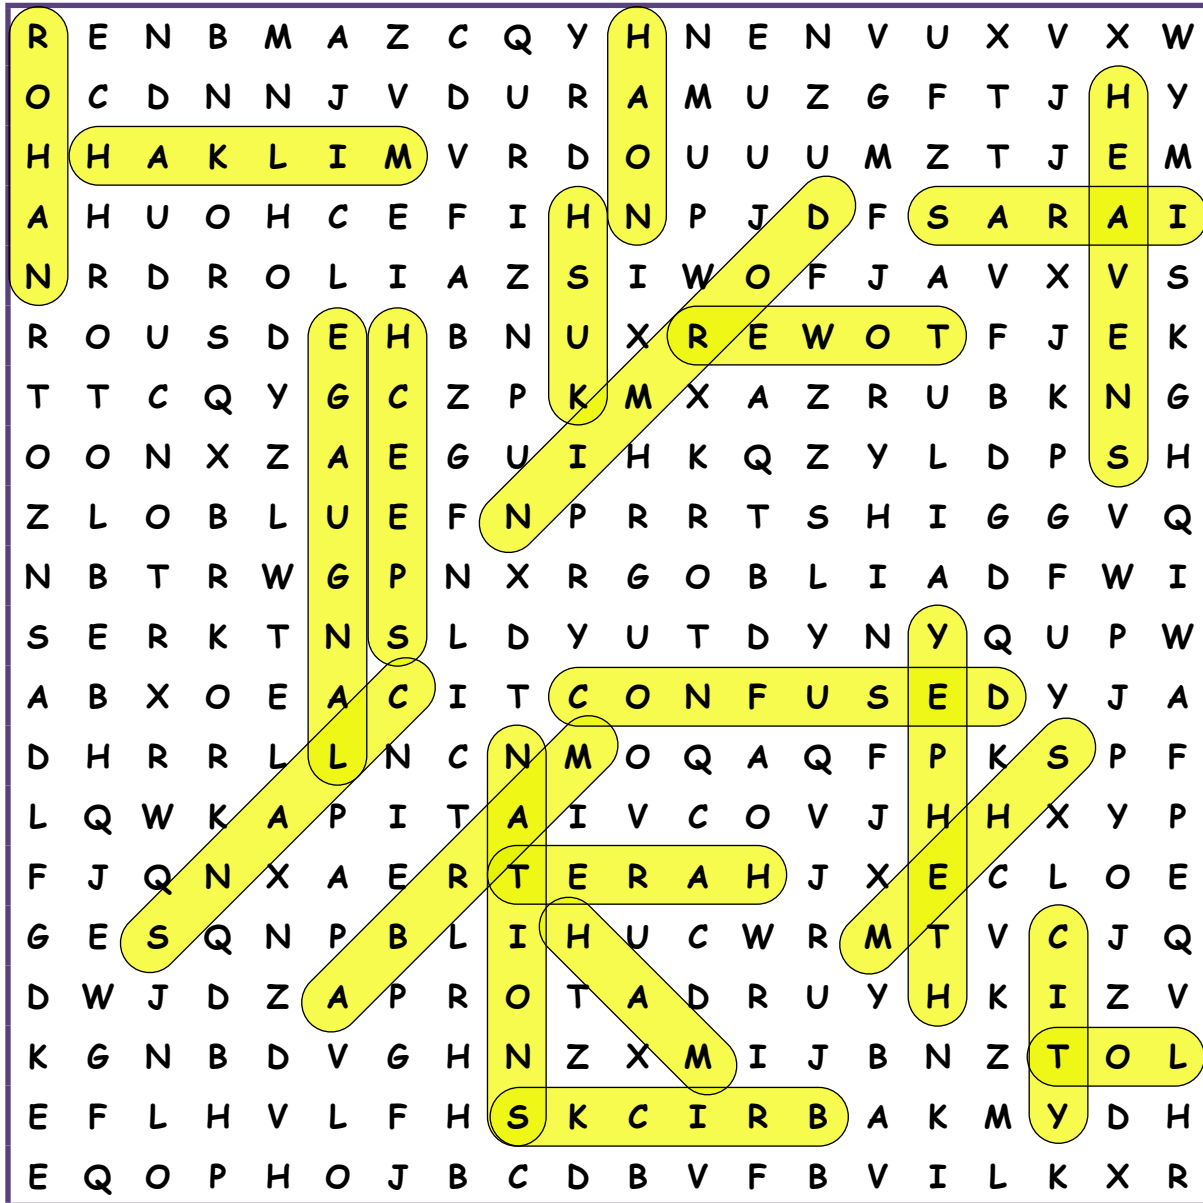 R E N B M A Z C Q Y H N E N V U X V X W
O C D N N J V D U R A M U Z G F T J H Y
H H A K L I M V R D O U U U M Z T J E M
A H U O H C E F I H N P J D F S A R A I
N R D R O L I A Z S I W O F J A V X V S
R O U S D E H B N U X R E W O T F J E K
T T C Q Y G C Z P K M X A Z R U B K N G
O O N X Z A E G U I H K Q Z Y L D P S H
Z L O B L U E F N P R R T S H I G G V Q
N B T R W G P N X R G O B L I A D F W I
S E R K T N S L D Y U T D Y N Y Q U P W
A B X O E A C I T C O N F U S E D Y J A
D H R R L L N C N M O Q A Q F P K S P F
L Q W K A P I T A I V C O V J H H X Y P
F J Q N X A E R T E R A H J X E C L O E
G E S Q N P B L I H U C W R M T V C J Q
D W J D Z A P R O T A D R U Y H K I Z V
K G N B D V G H N Z X M I J B N Z T O L
E F L H V L F H S K C I R B A K M Y D H
E Q O P H O J B C D B V F B V I L K X R